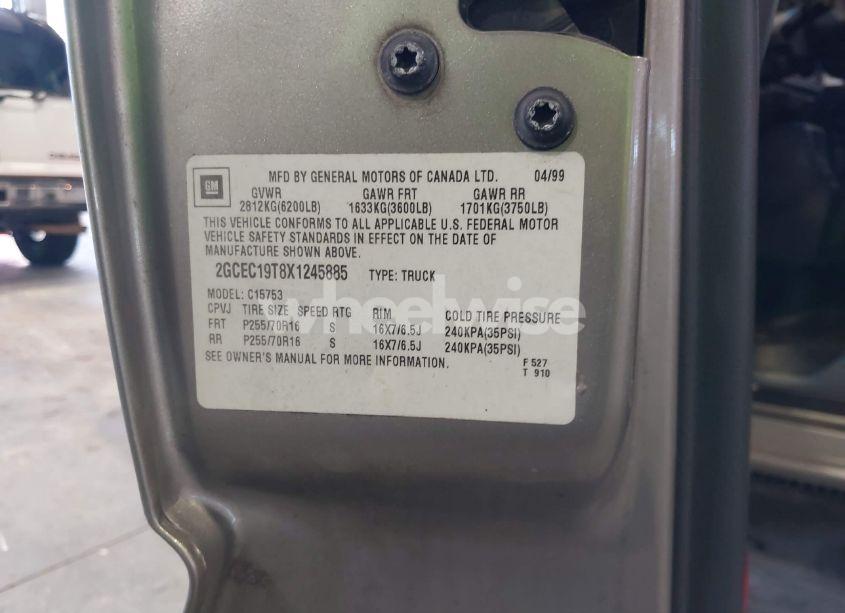 GM
MFD BY GENERAL MOTORS OF CANADA LTD. 04/99
GVWR GAWR FRT GAWR RR
2812KG(6200LB) 1633KG(3600LB) 1701KG(3750LB)
THIS VEHICLE CONFORMS TO ALL APPLICABLE U.S. FEDERAL MOTOR
VEHICLE SAFETY STANDARDS IN EFFECT ON THE DATE OF
MANUFACTURE SHOWN ABOVE.
2GCEC19T8X1245885 TYPE: TRUCK
MODEL: C15753
CPVJ TIRE SIZE SPEED RTG RIM COLD TIRE PRESSURE
FRT P255/70R16 S 16X7/6.5J 240KPA(35PSI)
RR P255/70R16 S 16X7/6.5J 240KPA(35PSI)
SEE OWNER'S MANUAL FOR MORE INFORMATION. F 527
T 910
wheelwise